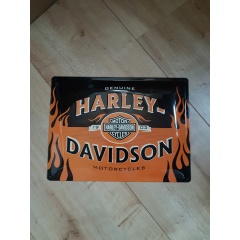 GENUINE
HARLEY-
MOTOR
HARLEY-DAVIDSON
CYCLES
DAVIDSON
MOTORCYCLES